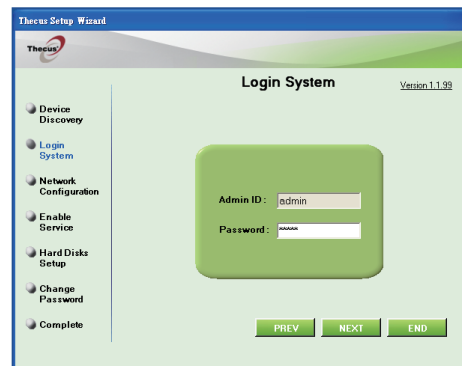 Thecus Setup Wizard
Thecus
Login System
Version 1.1.99
Device
Discovery
Login
System
Network
Configuration
Enable
Service
Hard Disks
Setup
Change
Password
Complete
Admin ID : admin
Password : *****
PREV NEXT END